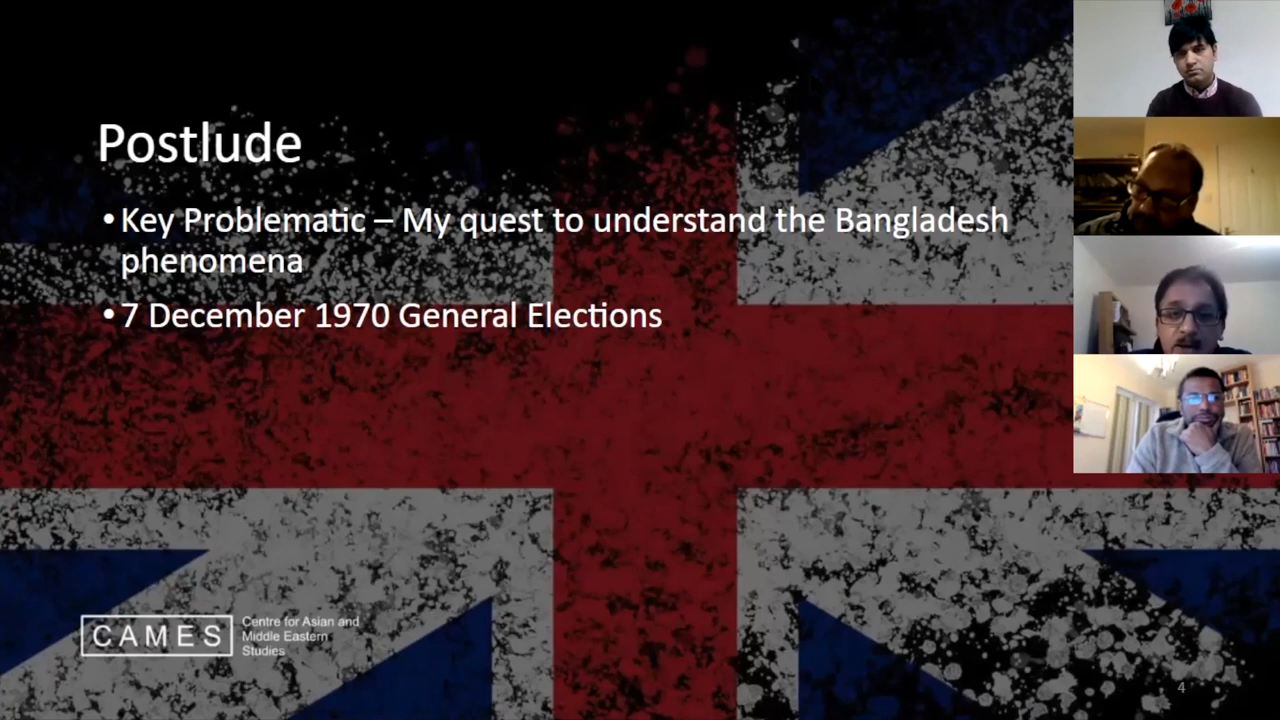 Postlude
•Key Problematic – My quest to understand the Bangladesh
phenomena
•7 December 1970 General Elections
CAMES
Centre for Asian and
Middle Eastern
Studies
4